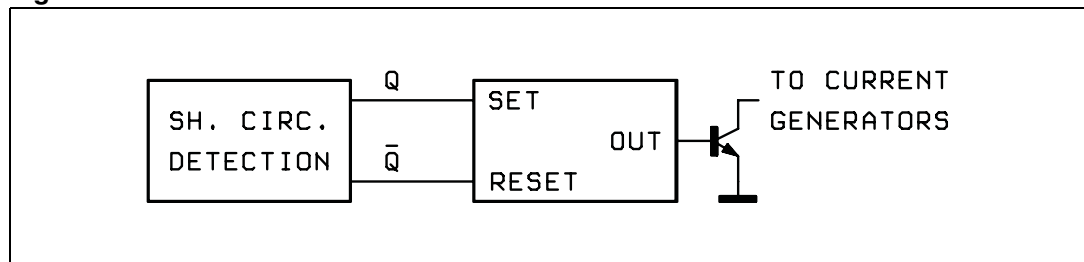 Q
SH. CIRC.
DETECTION
Q̄
SET
OUT
RESET
TO CURRENT
GENERATORS